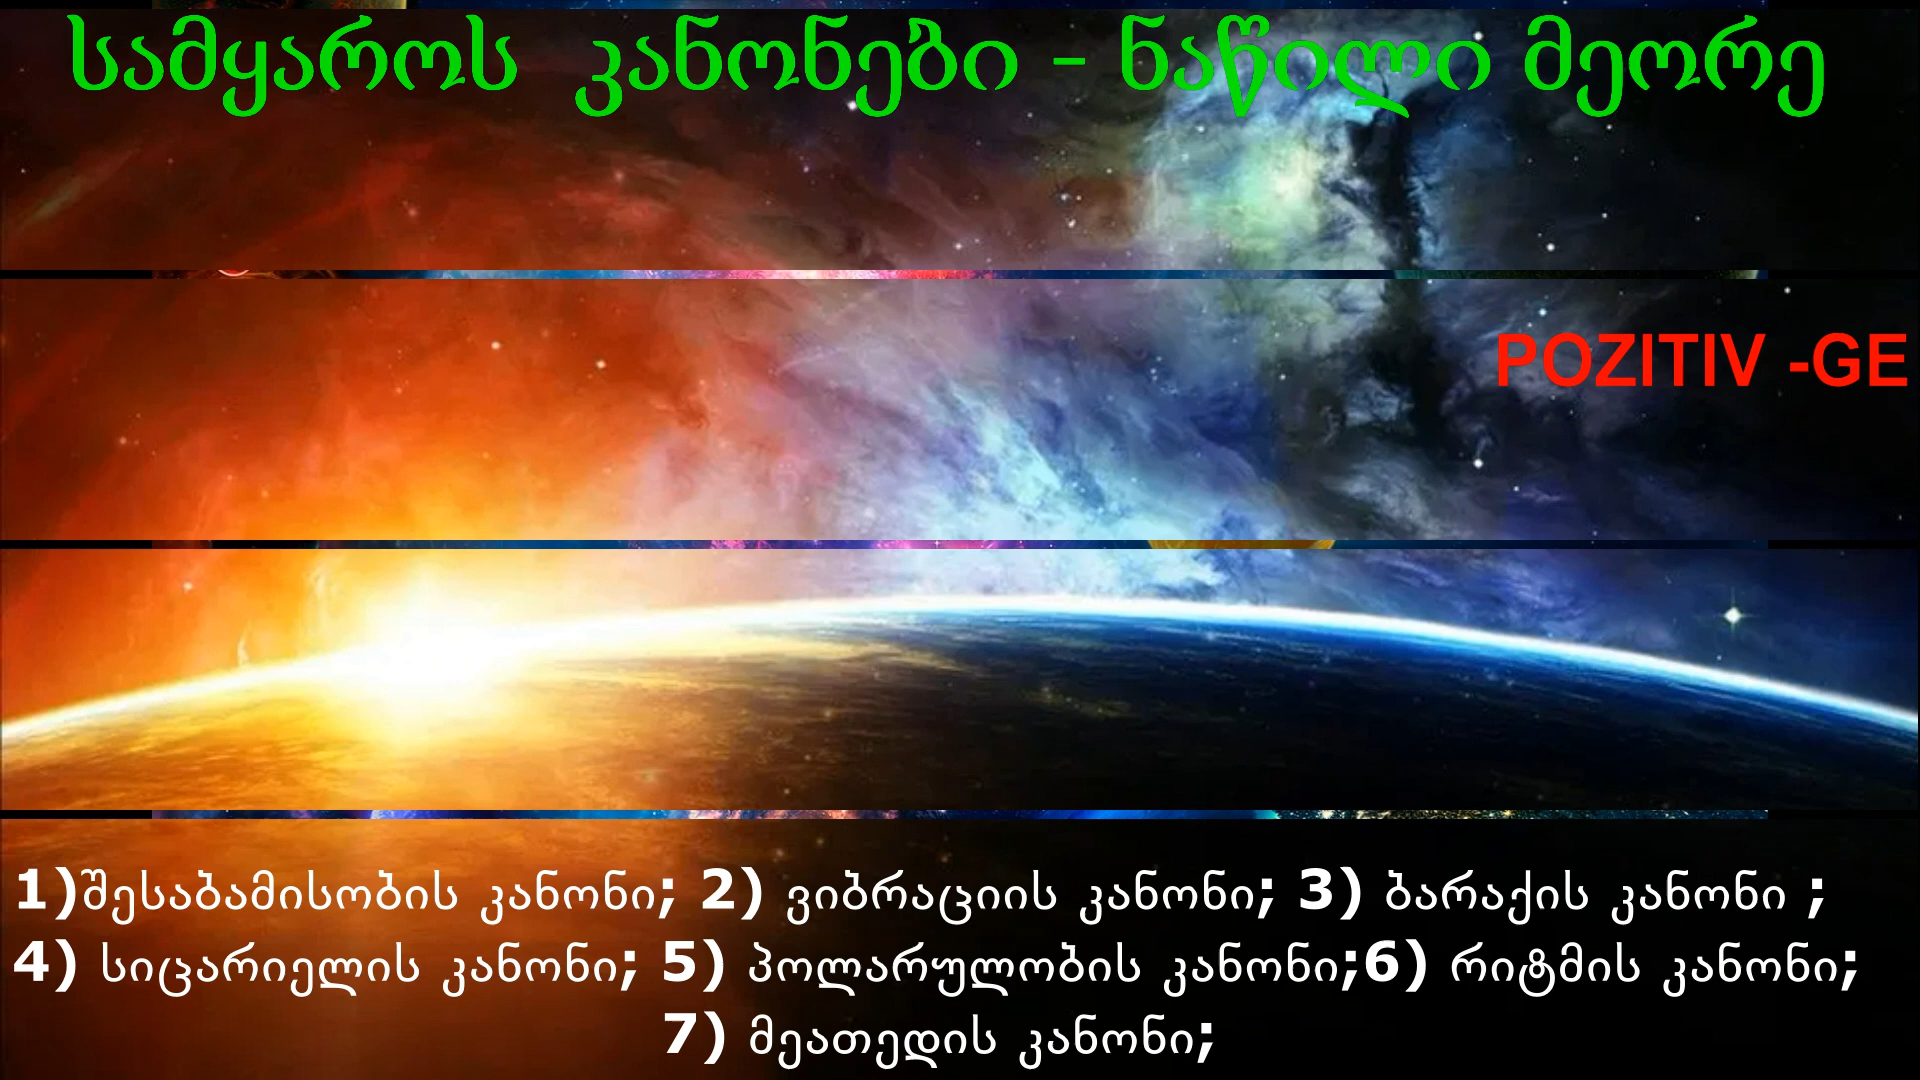 სამყაროს კანონები - ნაწილი მეორე
POZITIV -GE
1)შესაბამისობის კანონი; 2) ვიბრაციის კანონი; 3) ბარაქის კანონი ;
4) სიცარიელის კანონი; 5) პოლარულობის კანონი;6) რიტმის კანონი;
7) მეათედის კანონი;